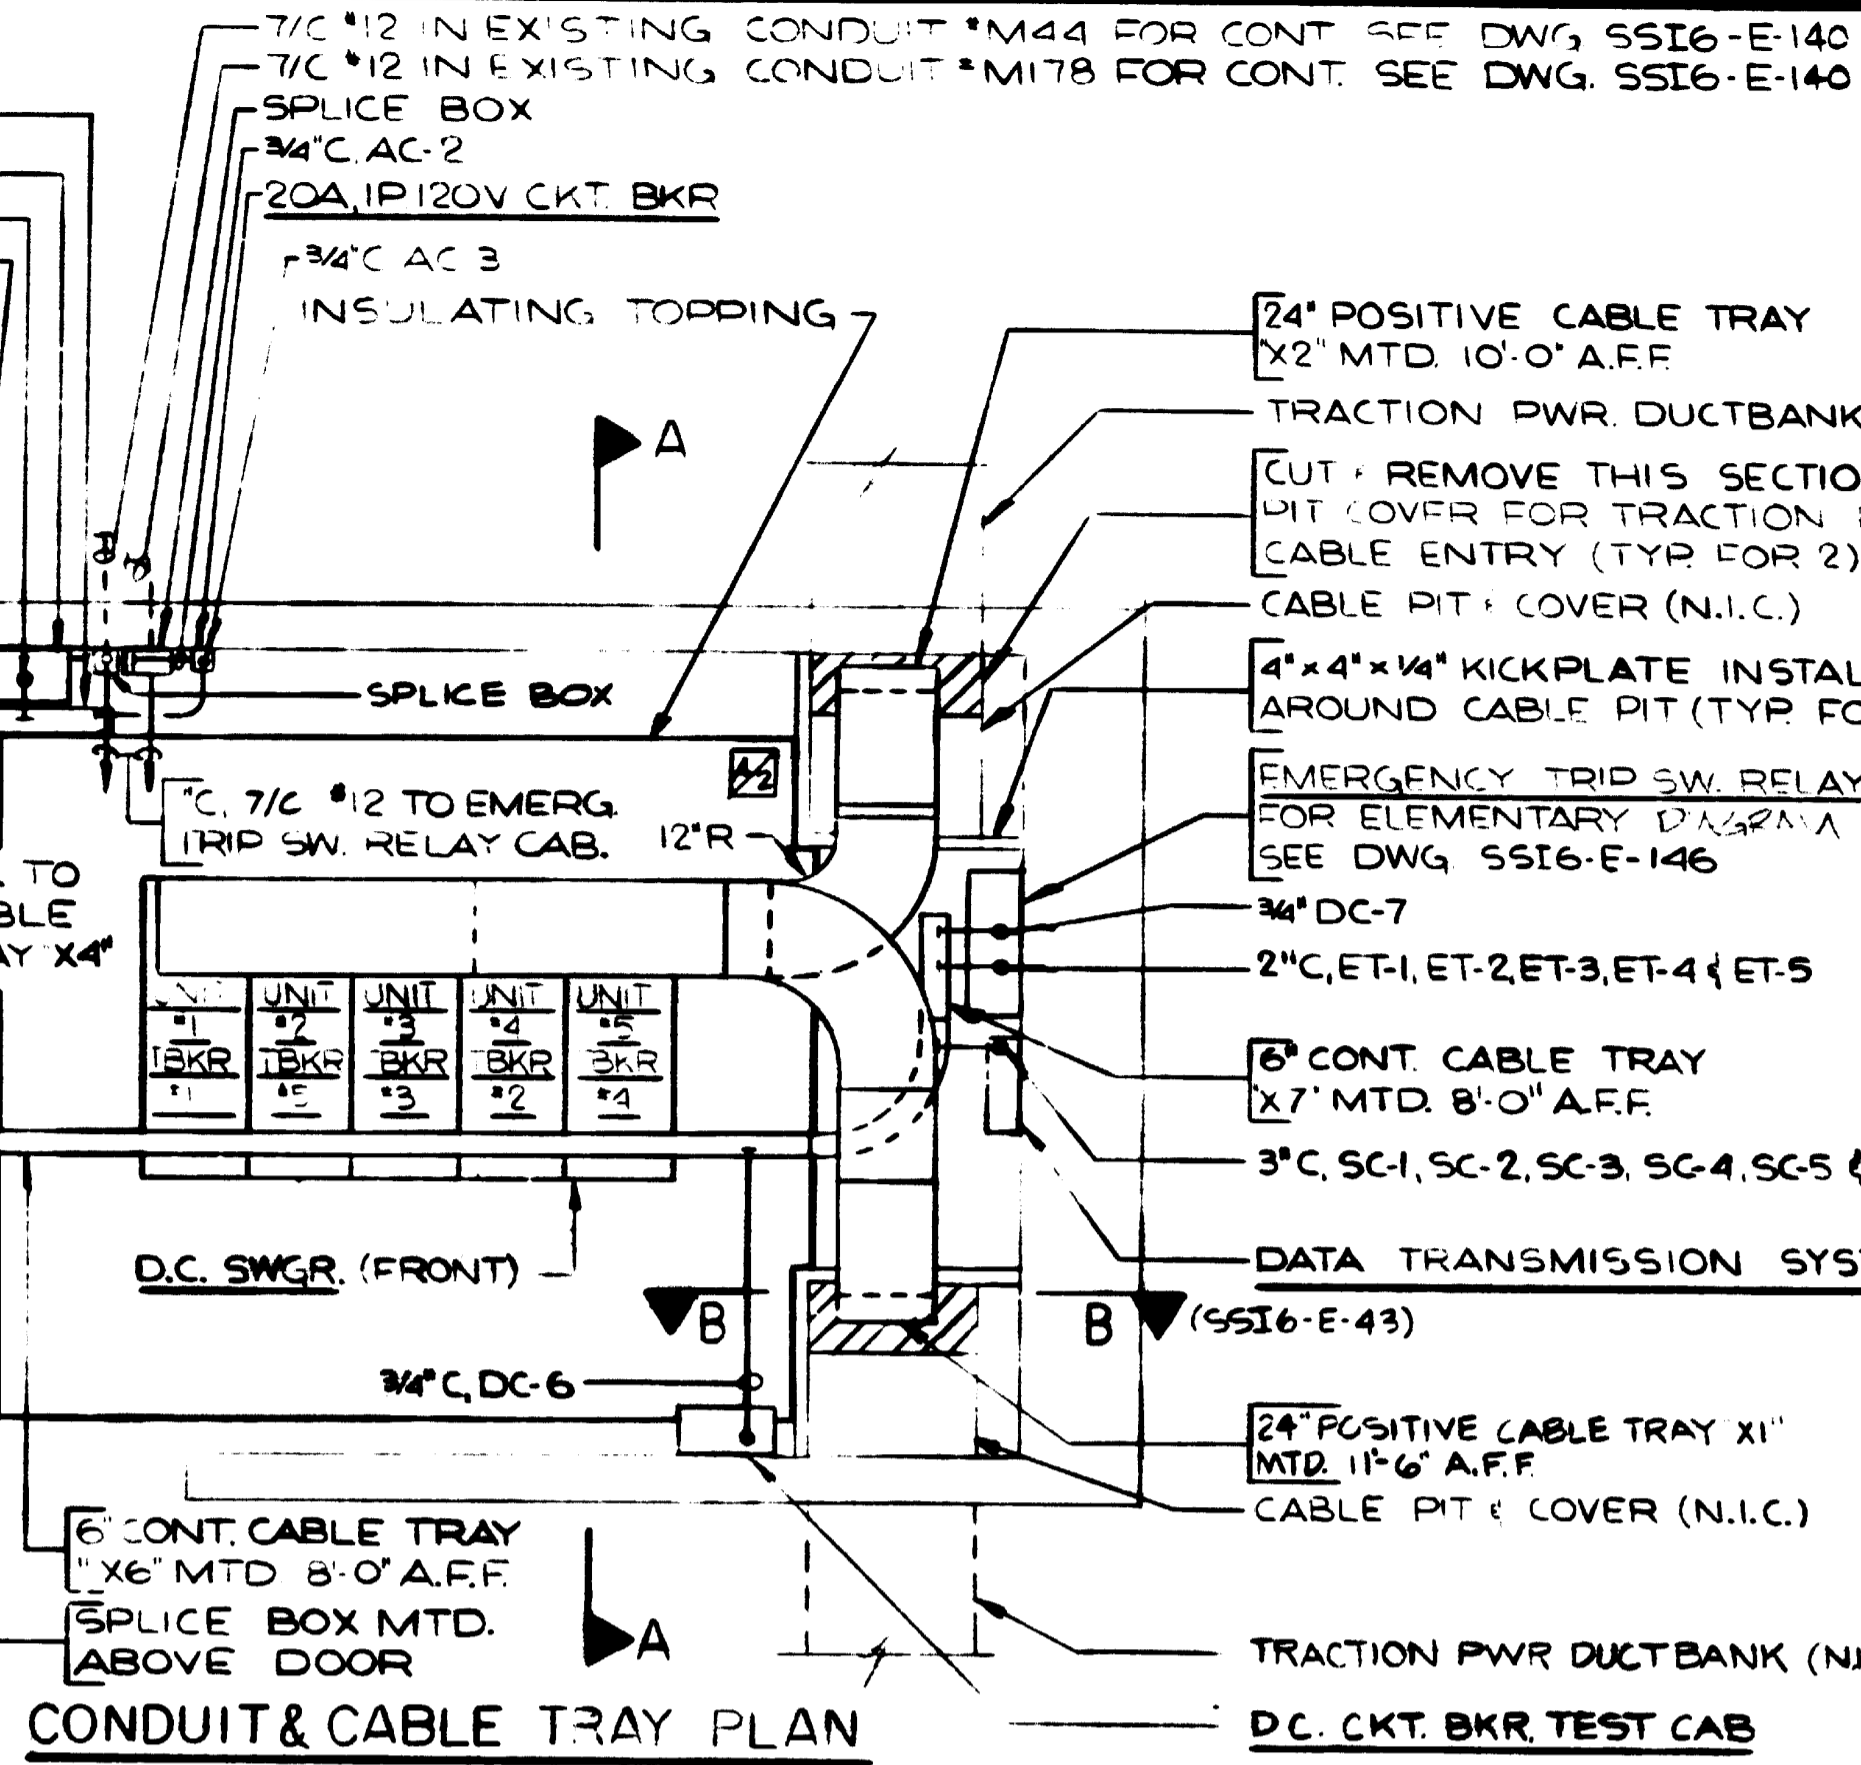 7/C #12 IN EXISTING CONDUIT #M44 FOR CONT SEE DWG SSI6-E-140
7/C #12 IN EXISTING CONDUIT #M178 FOR CONT. SEE DWG. SSI6-E-140
SPLICE BOX
3/4"C, AC-2
20A, 1P 120V CKT. BKR
3/4"C AC 3
INSULATING TOPPING
A
24" POSITIVE CABLE TRAY
"X2" MTD. 10'-0" A.F.F.
TRACTION PWR. DUCTBANK
CUT & REMOVE THIS SECTIO
PIT COVER FOR TRACTION
CABLE ENTRY (TYP. FOR 2)
CABLE PIT & COVER (N.I.C.)
4" x 4" x 1/4" KICKPLATE INSTAL
AROUND CABLE PIT (TYP. FO
SPLICE BOX
A/2
"C, 7/C #12 TO EMERG.
TRIP SW. RELAY CAB.
12"R
EMERGENCY TRIP SW. RELAY
FOR ELEMENTARY DIAGRAM
SEE DWG. SSI6-E-146
TO
BLE
AY "X4"
3/4" DC-7
2"C, ET-1, ET-2, ET-3, ET-4 & ET-5
UNIT UNIT UNIT UNIT UNIT
#1 #2 #3 #4 #5
BKR BKR BKR BKR BKR
#1 #5 #3 #2 #4
6" CONT. CABLE TRAY
"X7" MTD. 8'-0" A.F.F.
3"C, SC-1, SC-2, SC-3, SC-4, SC-5 &
D.C. SWGR. (FRONT)
DATA TRANSMISSION SYS
B
B
(SSI6-E-43)
3/4" C, DC-6
24" POSITIVE CABLE TRAY "X1"
MTD. 11'-6" A.F.F.
CABLE PIT & COVER (N.I.C.)
6" CONT. CABLE TRAY
"X6" MTD 8'-0" A.F.F.
SPLICE BOX MTD.
ABOVE DOOR
A
TRACTION PWR DUCTBANK (N.I
D.C. CKT. BKR. TEST CAB
CONDUIT & CABLE TRAY PLAN